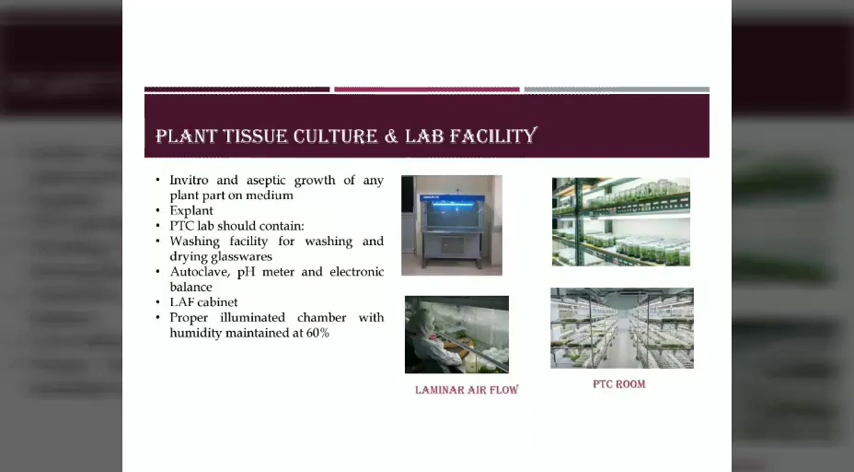 PLANT TISSUE CULTURE & LAB FACILITY
• Invitro and aseptic growth of any
plant part on medium
• Explant
• PTC lab should contain:
• Washing facility for washing and
drying glasswares
• Autoclave, pH meter and electronic
balance
• LAF cabinet
• Proper illuminated chamber with
humidity maintained at 60%
LAMINAR AIR FLOW
PTC ROOM